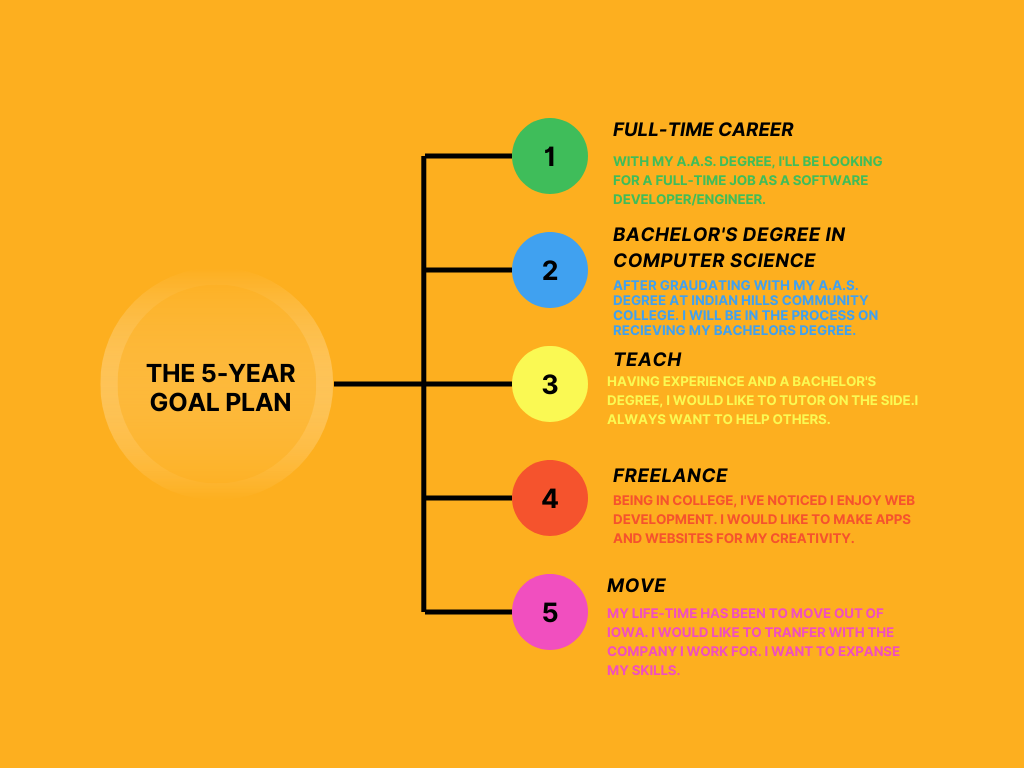 THE 5-YEAR
GOAL PLAN
1
FULL-TIME CAREER
WITH MY A.A.S. DEGREE, I'LL BE LOOKING
FOR A FULL-TIME JOB AS A SOFTWARE
DEVELOPER/ENGINEER.
2
BACHELOR'S DEGREE IN
COMPUTER SCIENCE
AFTER GRAUDATING WITH MY A.A.S.
DEGREE AT INDIAN HILLS COMMUNITY
COLLEGE. I WILL BE IN THE PROCESS ON
RECIEVING MY BACHELORS DEGREE.
3
TEACH
HAVING EXPERIENCE AND A BACHELOR'S
DEGREE, I WOULD LIKE TO TUTOR ON THE SIDE.I
ALWAYS WANT TO HELP OTHERS.
4
FREELANCE
BEING IN COLLEGE, I'VE NOTICED I ENJOY WEB
DEVELOPMENT. I WOULD LIKE TO MAKE APPS
AND WEBSITES FOR MY CREATIVITY.
5
MOVE
MY LIFE-TIME HAS BEEN TO MOVE OUT OF
IOWA. I WOULD LIKE TO TRANFER WITH THE
COMPANY I WORK FOR. I WANT TO EXPANSE
MY SKILLS.